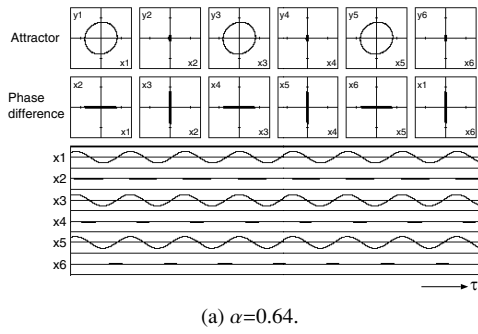 Attractor
y1 y2 y3 y4 y5 y6
x1 x2 x3 x4 x5 x6
Phase difference
x2 x3 x4 x5 x6 x1
x1 x2 x3 x4 x5 x6
x1
x2
x3
x4
x5
x6
τ
(a) α=0.64.